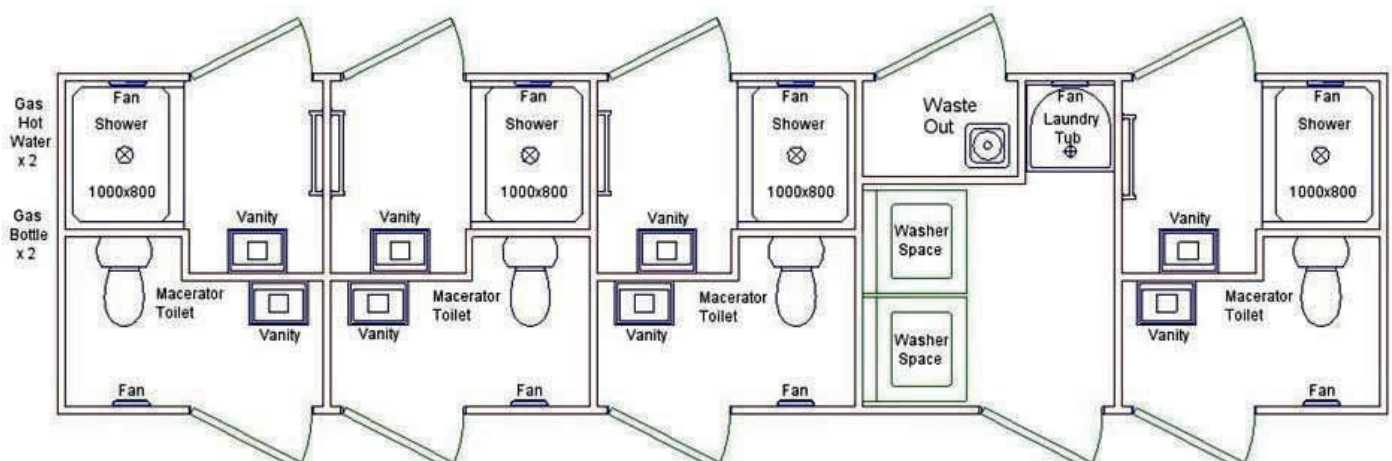 Gas
Hot
Water
x 2
Gas
Bottle
x 2
Fan
Shower
1000x800
Vanity
Vanity
Fan
Shower
1000x800
Vanity
Fan
Shower
1000x800
Waste
Out
Fan
Laundry
Tub
Washer
Space
Washer
Space
Vanity
Fan
Shower
1000x800
Macerator
Toilet
Vanity
Fan
Vanity
Macerator
Toilet
Fan
Vanity
Macerator
Toilet
Fan
Vanity
Macerator
Toilet
Fan